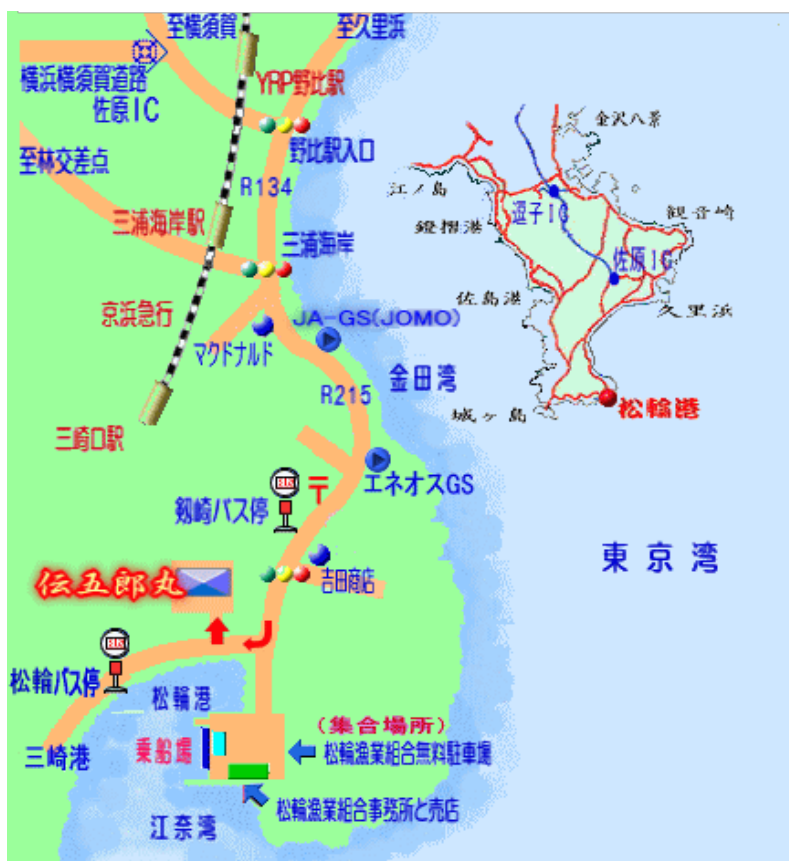 至横須賀
至久里浜
横浜横須賀道路
佐原IC
YRP野比駅
野比駅入口
至林交差点
R134
三浦海岸駅
三浦海岸
京浜急行
マクドナルド
JA-GS(JOMO)
金田湾
R215
三崎口駅
エネオスGS
〒
BUS
剱崎バス停
吉田商店
伝五郎丸
BUS
松輪バス停
松輪港
三崎港
乗船場
(集合場所)
松輪漁業組合無料駐車場
松輪漁業組合事務所と売店
江奈湾
東京湾
金沢八景
江ノ島
逗子IC
観音崎
鐙摺港
佐原IC
佐島港
久里浜
城ヶ島
松輪港